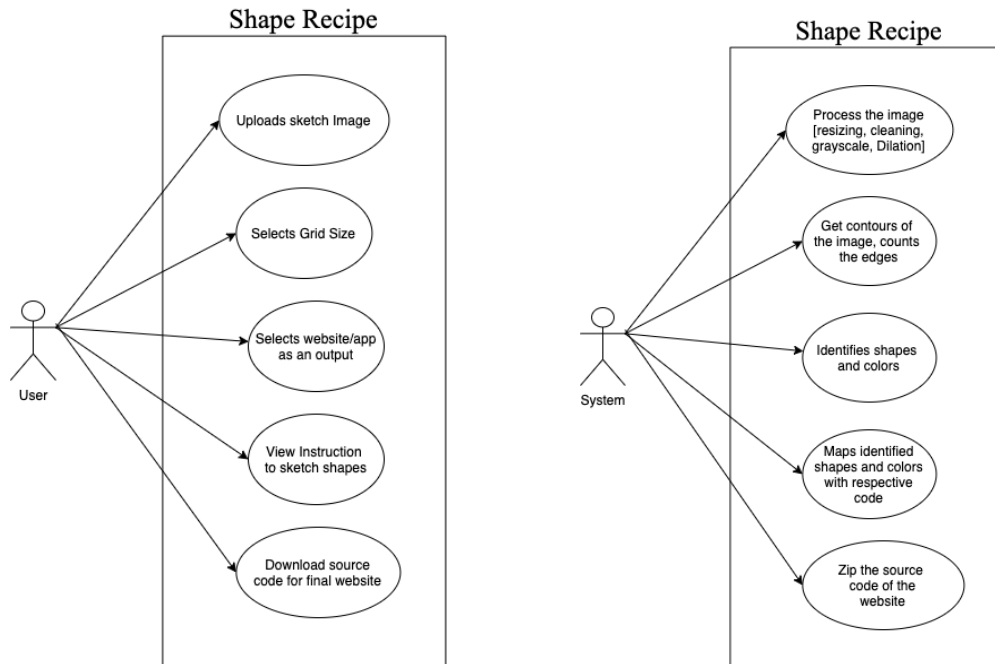 Shape Recipe
Uploads sketch Image
Selects Grid Size
Selects website/app
as an output
View Instruction
to sketch shapes
Download source
code for final website
User
Shape Recipe
Process the image
[resizing, cleaning,
grayscale, Dilation]
Get contours of
the image, counts
the edges
Identifies shapes
and colors
Maps identified
shapes and colors
with respective
code
Zip the source
code of the
website
System